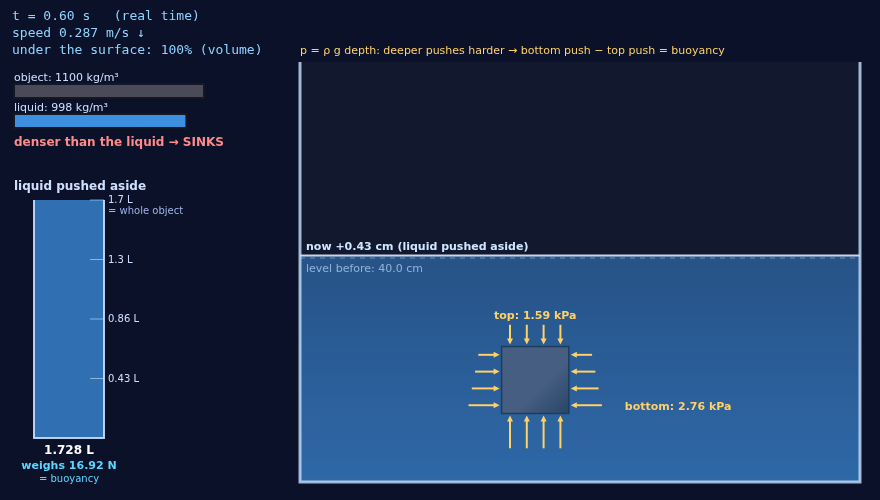 t = 0.60 s   (real time)
speed 0.287 m/s ↓
under the surface: 100% (volume)
p = ρ g depth: deeper pushes harder → bottom push − top push = buoyancy
object: 1100 kg/m³
liquid: 998 kg/m³
denser than the liquid → SINKS
liquid pushed aside
1.7 L
= whole object
1.3 L
0.86 L
0.43 L
1.728 L
weighs 16.92 N
= buoyancy
now +0.43 cm (liquid pushed aside)
level before: 40.0 cm
top: 1.59 kPa
bottom: 2.76 kPa